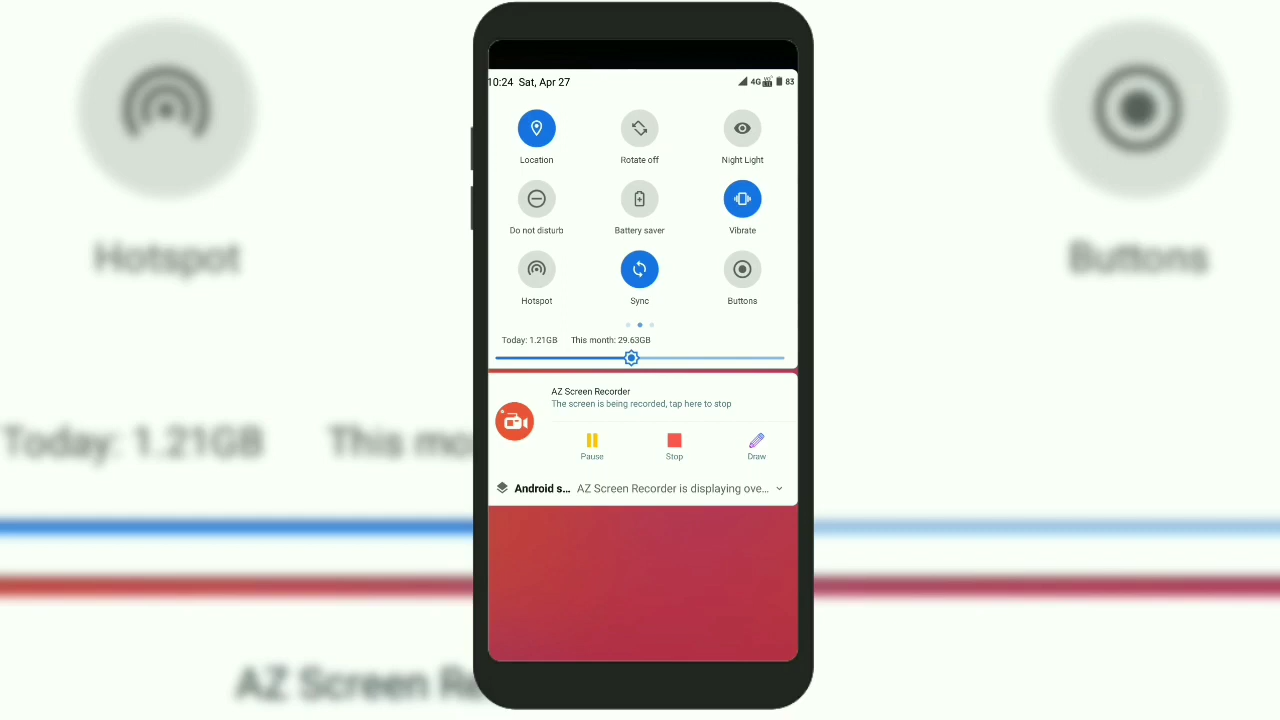 10:24 Sat, Apr 27 4G 83
Location Rotate off Night Light
Do not disturb Battery saver Vibrate
Hotspot Sync Buttons
Today: 1.21GB This month: 29.63GB
AZ Screen Recorder
The screen is being recorded, tap here to stop
Pause Stop Draw
Android s... AZ Screen Recorder is displaying ove...
Hotspot
Buttons
Today: 1.21GB This mo
AZ Screen Re